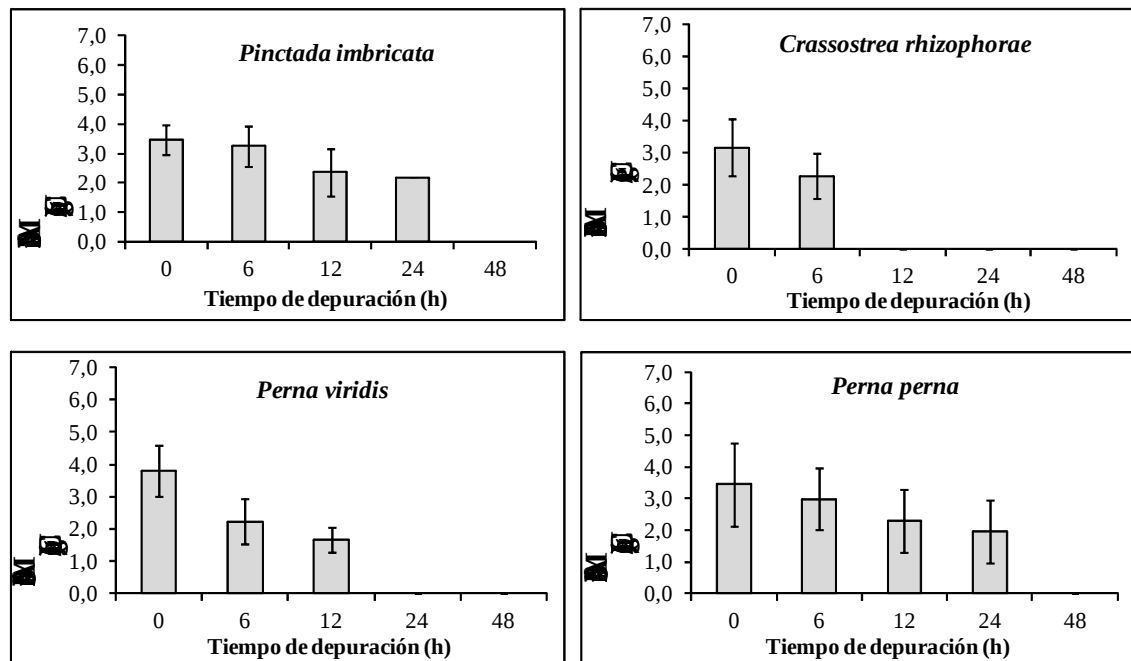 Pinctada imbricata
7,0
6,0
5,0
4,0
3,0
2,0
1,0
0,0
0 6 12 24 48
Tiempo de depuración (h)
Crassostrea rhizophorae
7,0
6,0
5,0
4,0
3,0
2,0
1,0
0,0
0 6 12 24 48
Tiempo de depuración (h)
Perna viridis
7,0
6,0
5,0
4,0
3,0
2,0
1,0
0,0
0 6 12 24 48
Tiempo de depuración (h)
Perna perna
7,0
6,0
5,0
4,0
3,0
2,0
1,0
0,0
0 6 12 24 48
Tiempo de depuración (h)